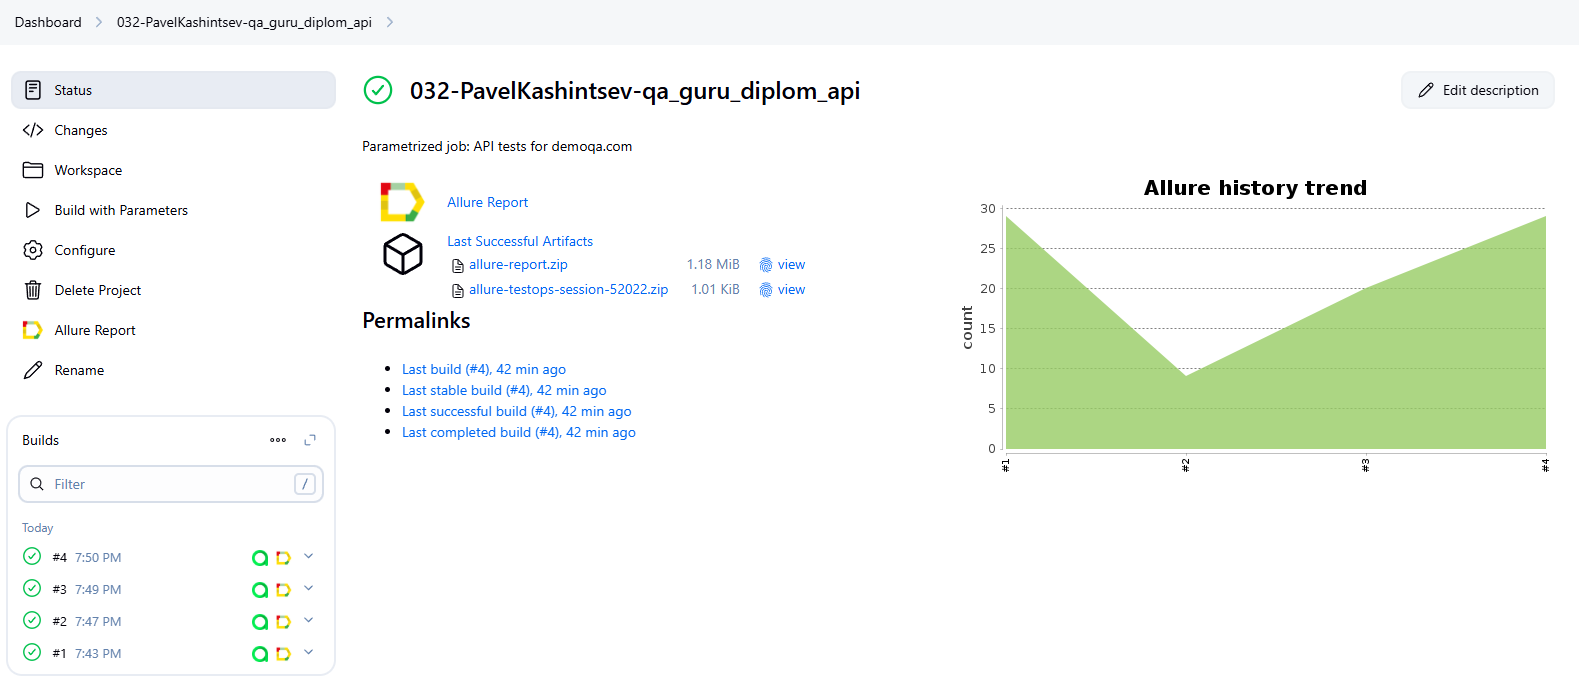 Dashboard
032-PavelKashintsev-qa_guru_diplom_api
Status
Changes
Workspace
Build with Parameters
Configure
Delete Project
Allure Report
Rename
Builds
Filter
/
Today
#4 7:50 PM
#3 7:49 PM
#2 7:47 PM
#1 7:43 PM
032-PavelKashintsev-qa_guru_diplom_api
Edit description
Parametrized job: API tests for demoqa.com
Allure Report
Last Successful Artifacts
allure-report.zip 1.18 MiB view
allure-testops-session-52022.zip 1.01 KiB view
Permalinks
Last build (#4), 42 min ago
Last stable build (#4), 42 min ago
Last successful build (#4), 42 min ago
Last completed build (#4), 42 min ago
Allure history trend
count
30
25
20
15
10
5
0
#1
#2
#3
#4